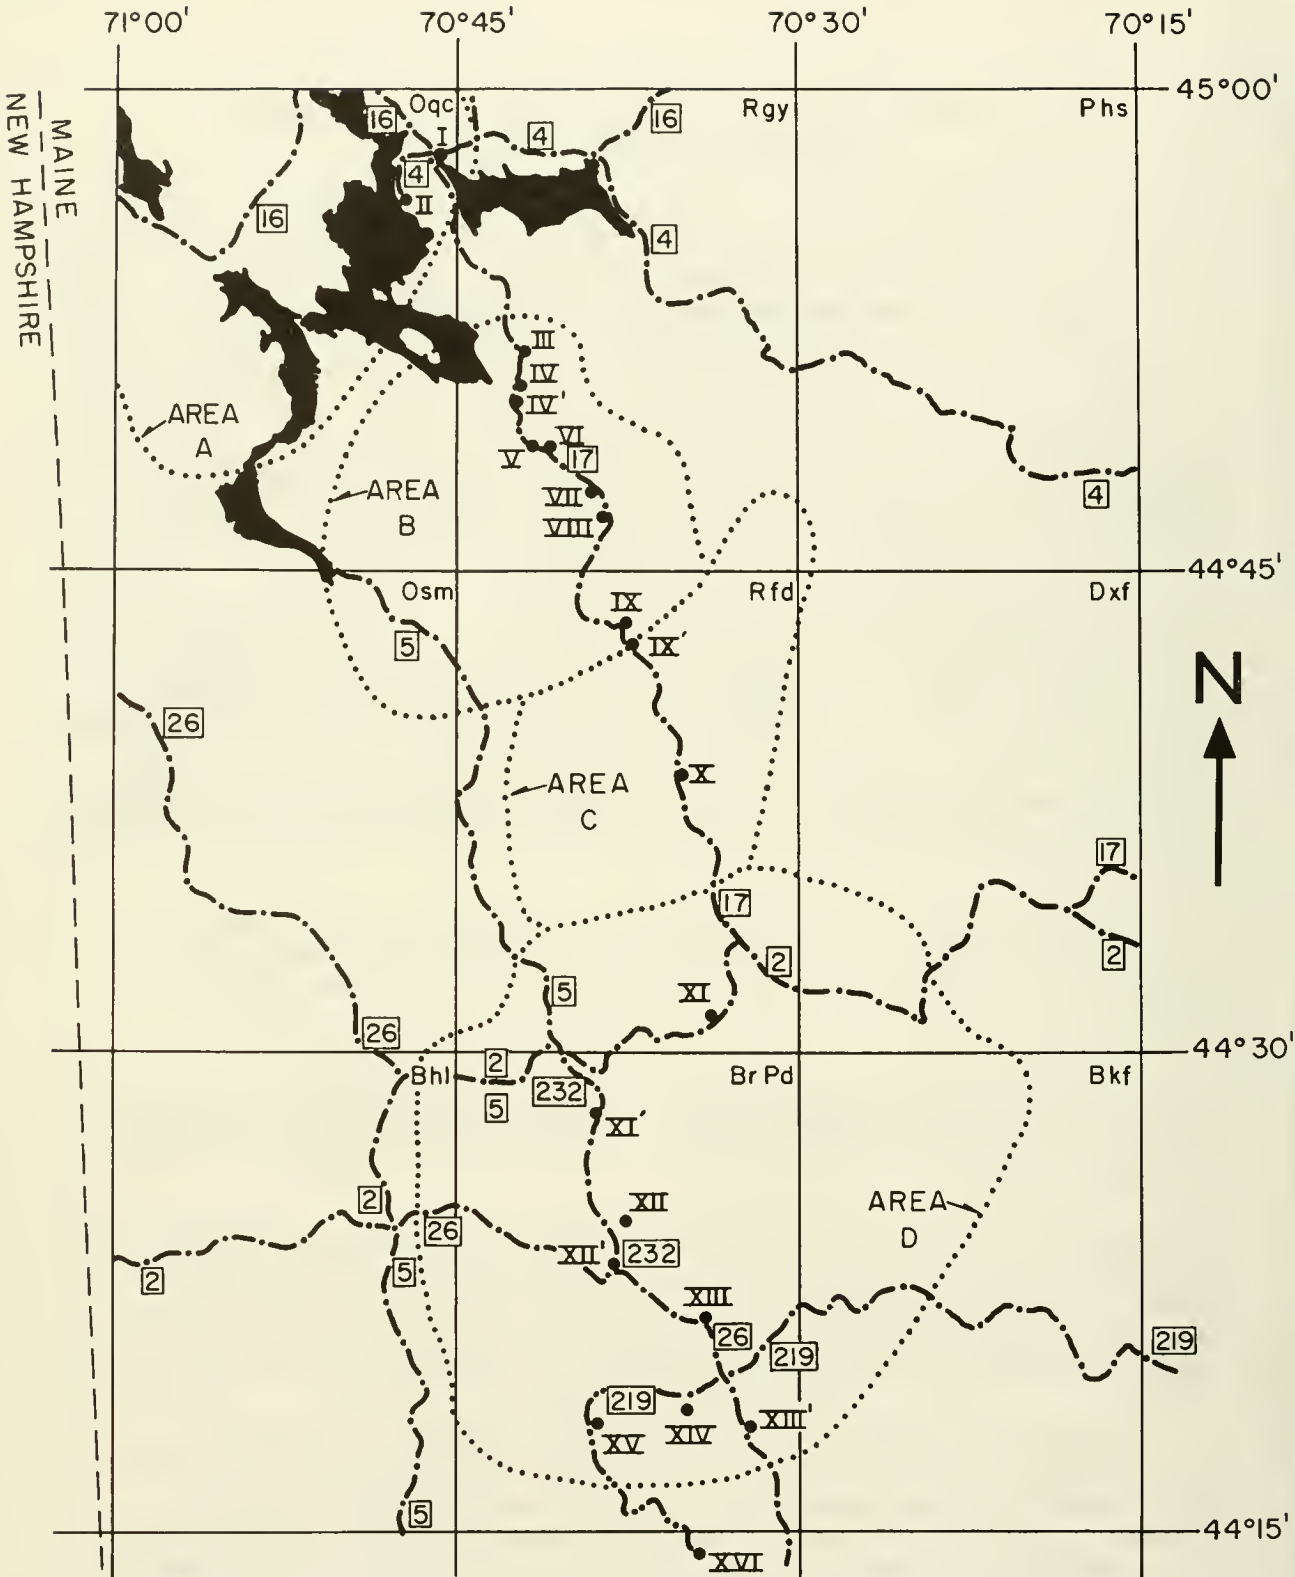 71°00'
70°45'
70°30'
70°15'
45°00'
MAINE
NEW HAMPSHIRE
Oqc
Rgy
Phs
16
I
4
16
4
II
16
4
III
IV
IV'
AREA
A
V
VI
17
AREA
B
VII
VIII
4
44°45'
Osm
Rfd
Dxf
IX
5
IX'
N
26
X
AREA
C
17
17
2
2
5
XI
26
44°30'
Bhl
2
5
232
BrPd
Bkf
XI'
2
26
XII
AREA
D
XII'
232
2
5
XIII
26
219
219
219
XV
XIV
XIII'
5
44°15'
XVI